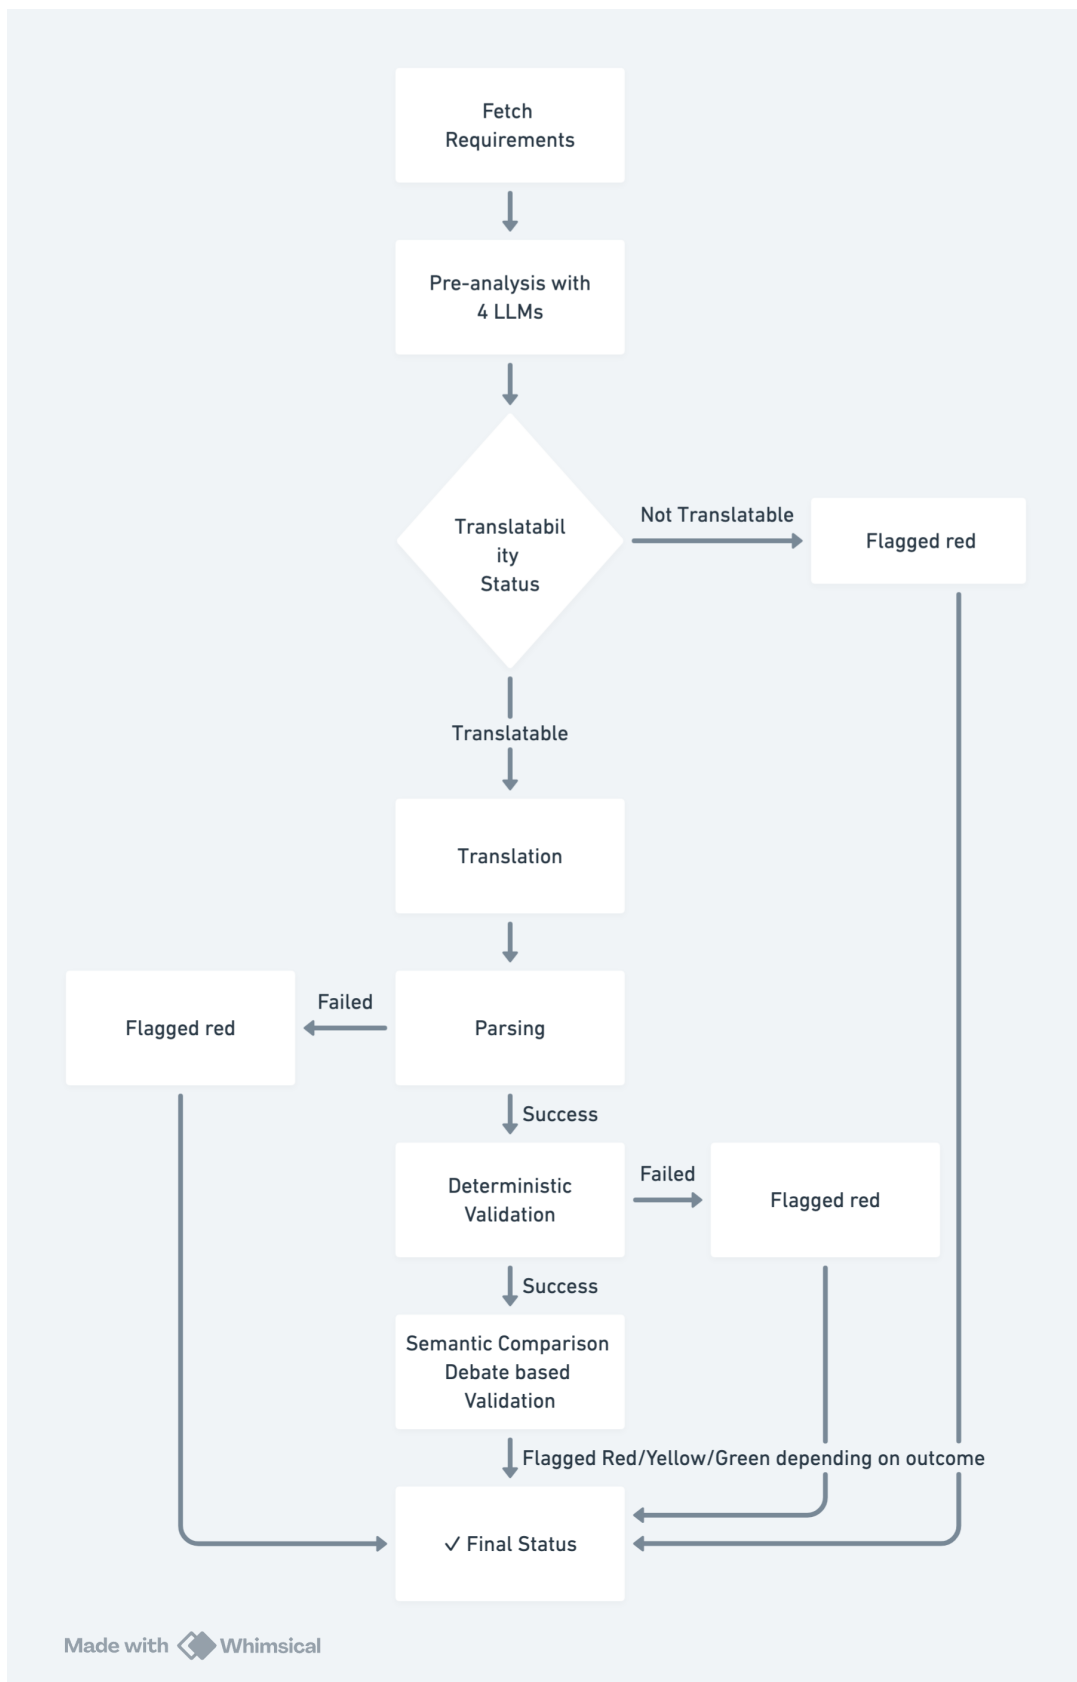 Fetch
Requirements
Pre-analysis with
4 LLMs
Translatabil
ity
Status
Not Translatable
Flagged red
Translatable
Translation
Flagged red
Failed
Parsing
Success
Deterministic
Validation
Failed
Flagged red
Success
Semantic Comparison
Debate based
Validation
Flagged Red/Yellow/Green depending on outcome
✓ Final Status
Made with Whimsical